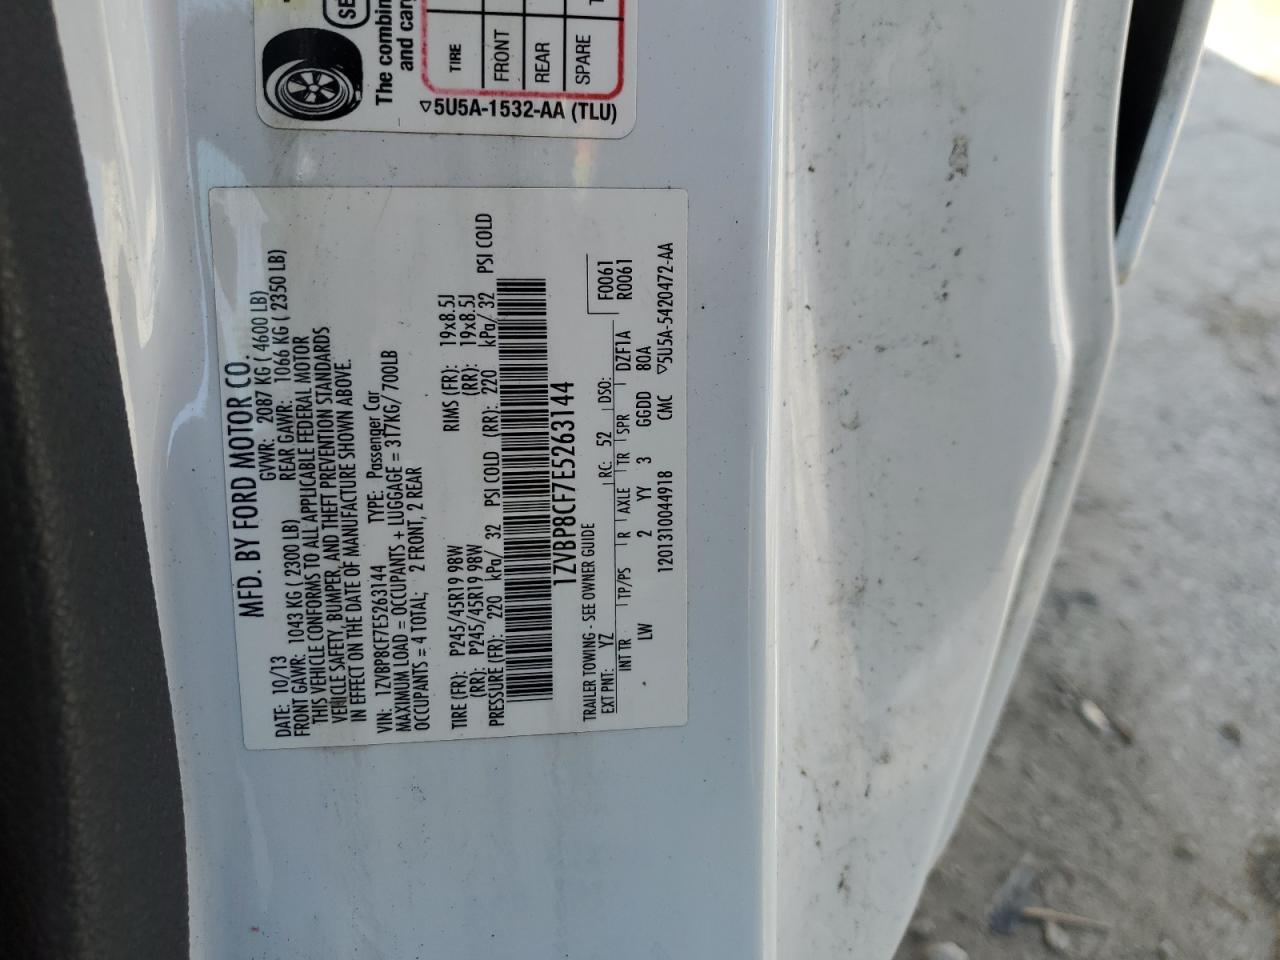 SE
The combin
and carg
TIRE
FRONT
REAR
SPARE
▽5U5A-1532-AA (TLU)
MFD. BY FORD MOTOR CO.
DATE: 10/13 GVWR: 2087 KG ( 4600 LB)
FRONT GAWR: 1043 KG ( 2300 LB) REAR GAWR: 1066 KG ( 2350 LB)
THIS VEHICLE CONFORMS TO ALL APPLICABLE FEDERAL MOTOR
VEHICLE SAFETY, BUMPER, AND THEFT PREVENTION STANDARDS
IN EFFECT ON THE DATE OF MANUFACTURE SHOWN ABOVE.
VIN: 1ZVBP8CF7E5263144 TYPE: Passenger Car
MAXIMUM LOAD = OCCUPANTS + LUGGAGE = 317KG/700LB
OCCUPANTS = 4 TOTAL; 2 FRONT, 2 REAR
TIRE (FR): P245/45R19 98W RIMS (FR): 19x8.5J
(RR): P245/45R19 98W (RR): 19x8.5J
PRESSURE (FR): 220 kPa/ 32 PSI COLD (RR): 220 kPa/ 32 PSI COLD
1ZVBP8CF7E5263144
TRAILER TOWING - SEE OWNER GUIDE
EXT PNT: YZ RC: 52 DSO: F0061
INT TR TP/PS R AXLE TR SPR DZF1A R0061
LW 2 YY 3 GGDD 80A
1201310044918 CMC ▽5U5A-5420472-AA